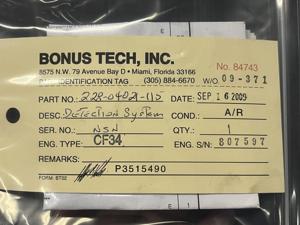 BONUS TECH, INC.
8575 N.W. 79 Avenue Bay D • Miami, Florida 33166 No. 84743
IDENTIFICATION TAG (305) 884-6670 W/O 09-371
PART NO. 228-04021-115 DATE: SEP 16 2009
DESC. Detection System COND.: A/R
SER. NO. NSN QTY.: 1
ENG. TYPE: CF34 ENG. S/N: 807597
REMARKS:
P3515490
FORM: BT02